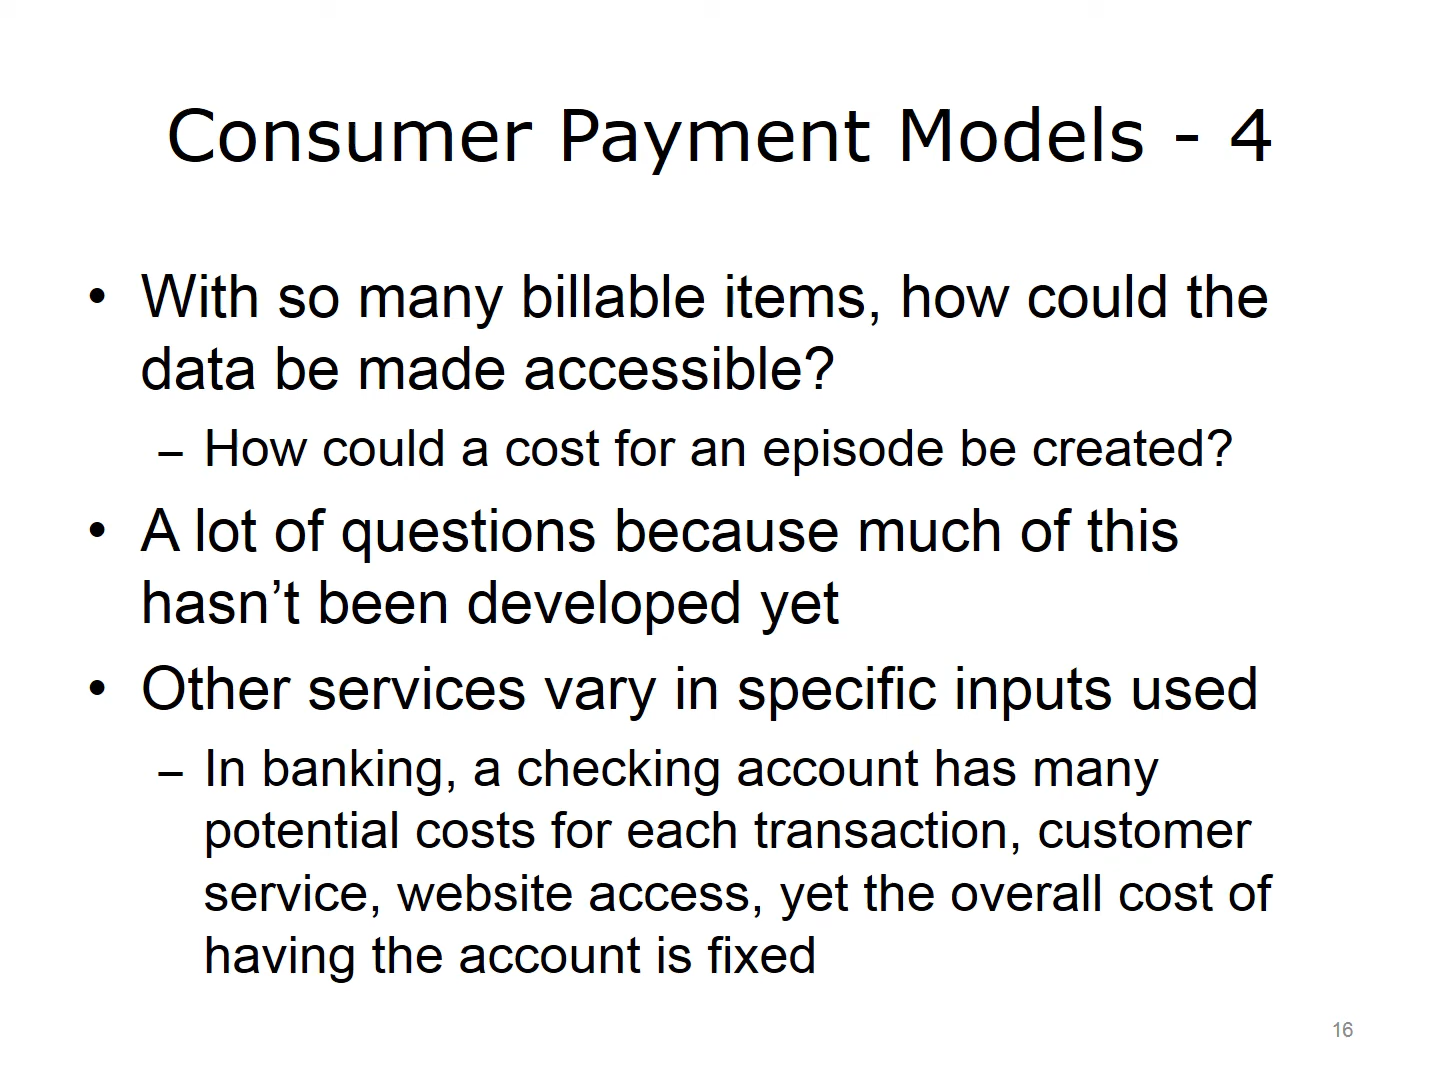 Consumer Payment Models - 4
• With so many billable items, how could the
data be made accessible?
– How could a cost for an episode be created?
• A lot of questions because much of this
hasn’t been developed yet
• Other services vary in specific inputs used
– In banking, a checking account has many
potential costs for each transaction, customer
service, website access, yet the overall cost of
having the account is fixed
16